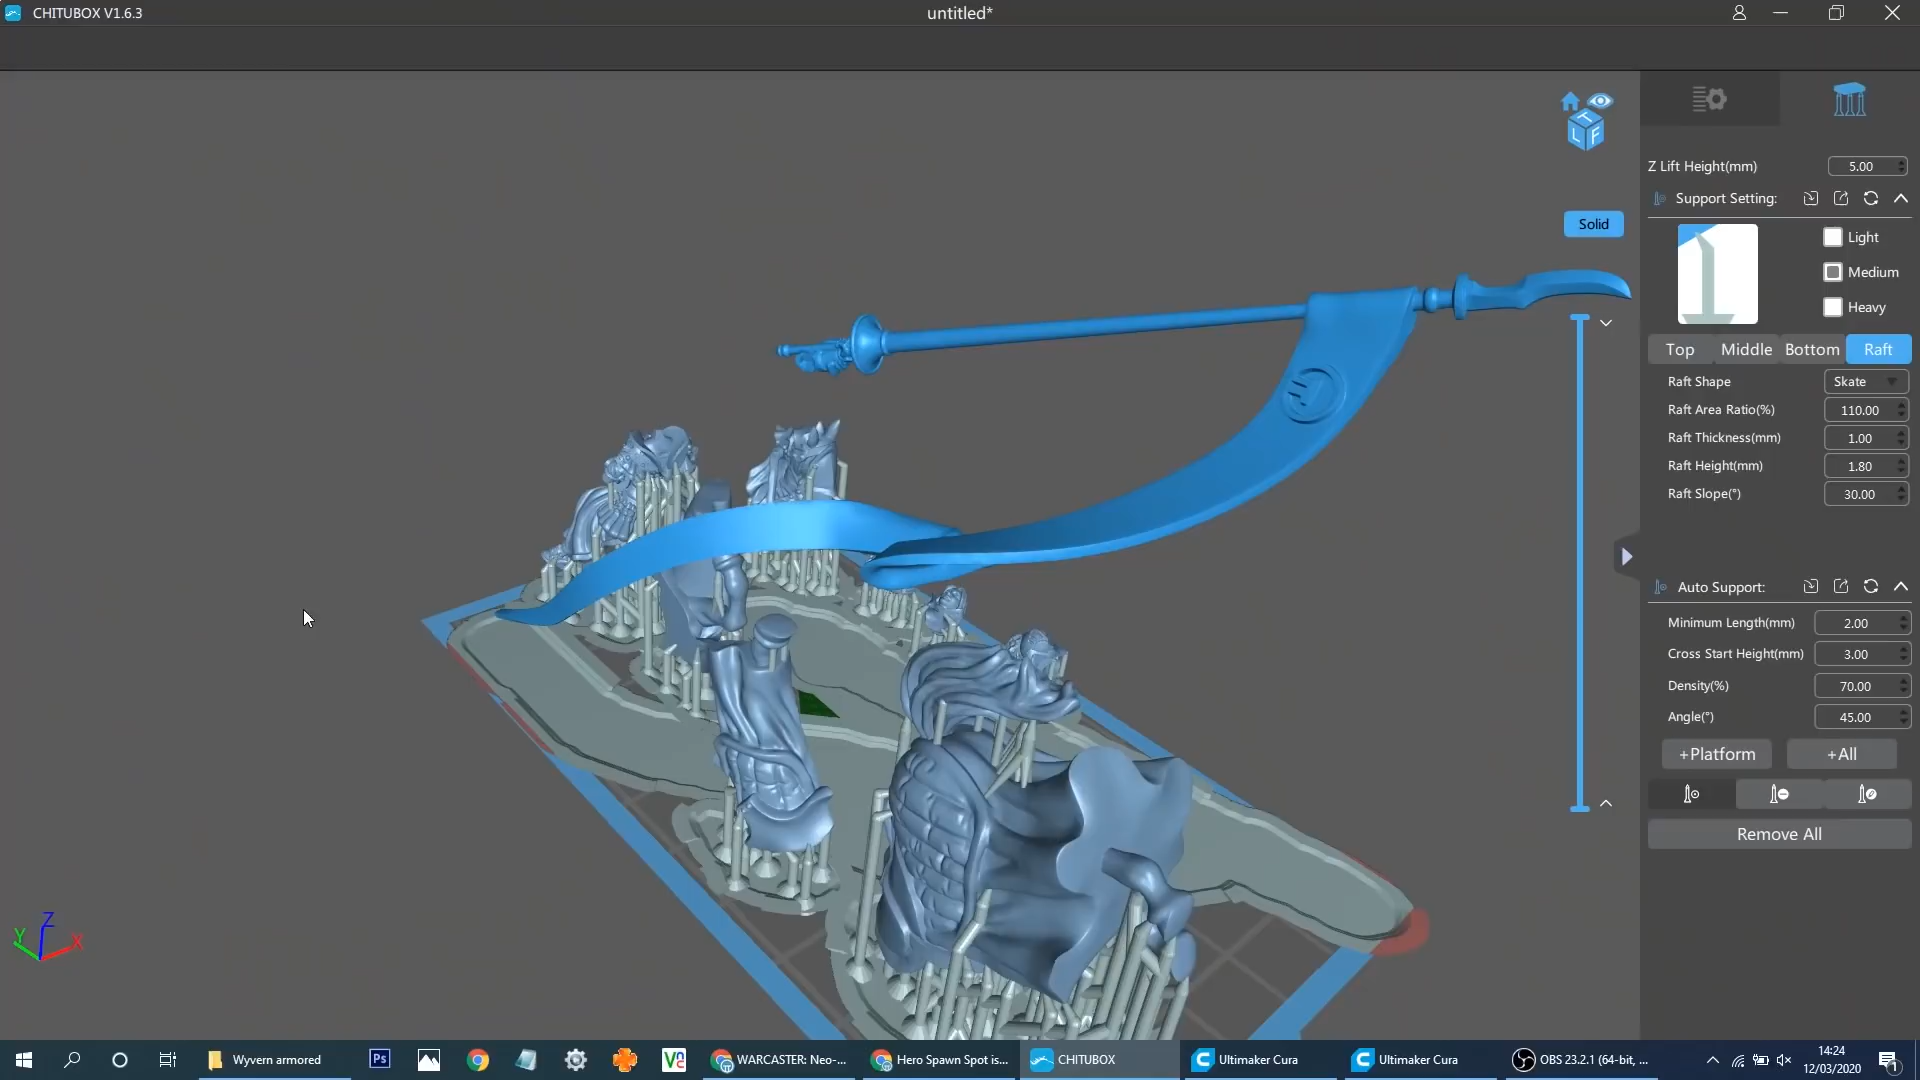 CHITUBOX V1.6.3
untitled*
T
L F
Solid
Z Lift Height(mm) 5.00
Support Setting:
Light
Medium
Heavy
Top Middle Bottom Raft
Raft Shape Skate
Raft Area Ratio(%) 110.00
Raft Thickness(mm) 1.00
Raft Height(mm) 1.80
Raft Slope(°) 30.00
Auto Support:
Minimum Length(mm) 2.00
Cross Start Height(mm) 3.00
Density(%) 70.00
Angle(°) 45.00
+Platform +All
Remove All
Z
Y X
Wyvern armored Ps WARCASTER: Neo-... Hero Spawn Spot is... CHITUBOX Ultimaker Cura Ultimaker Cura OBS 23.2.1 (64-bit, ... 14:24
12/03/2020 1